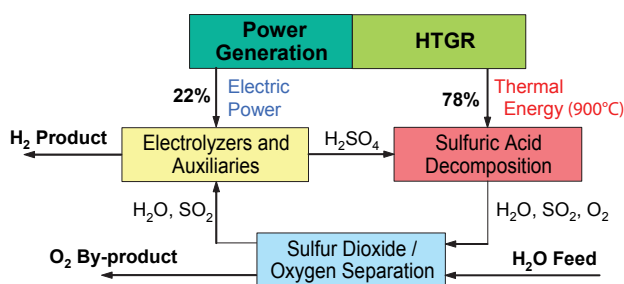 Power
Generation
HTGR
22%
Electric
Power
78%
Thermal
Energy (900°C)
H₂ Product
Electrolyzers and
Auxiliaries
H₂SO₄
Sulfuric Acid
Decomposition
H₂O, SO₂
H₂O, SO₂, O₂
O₂ By-product
Sulfur Dioxide /
Oxygen Separation
H₂O Feed